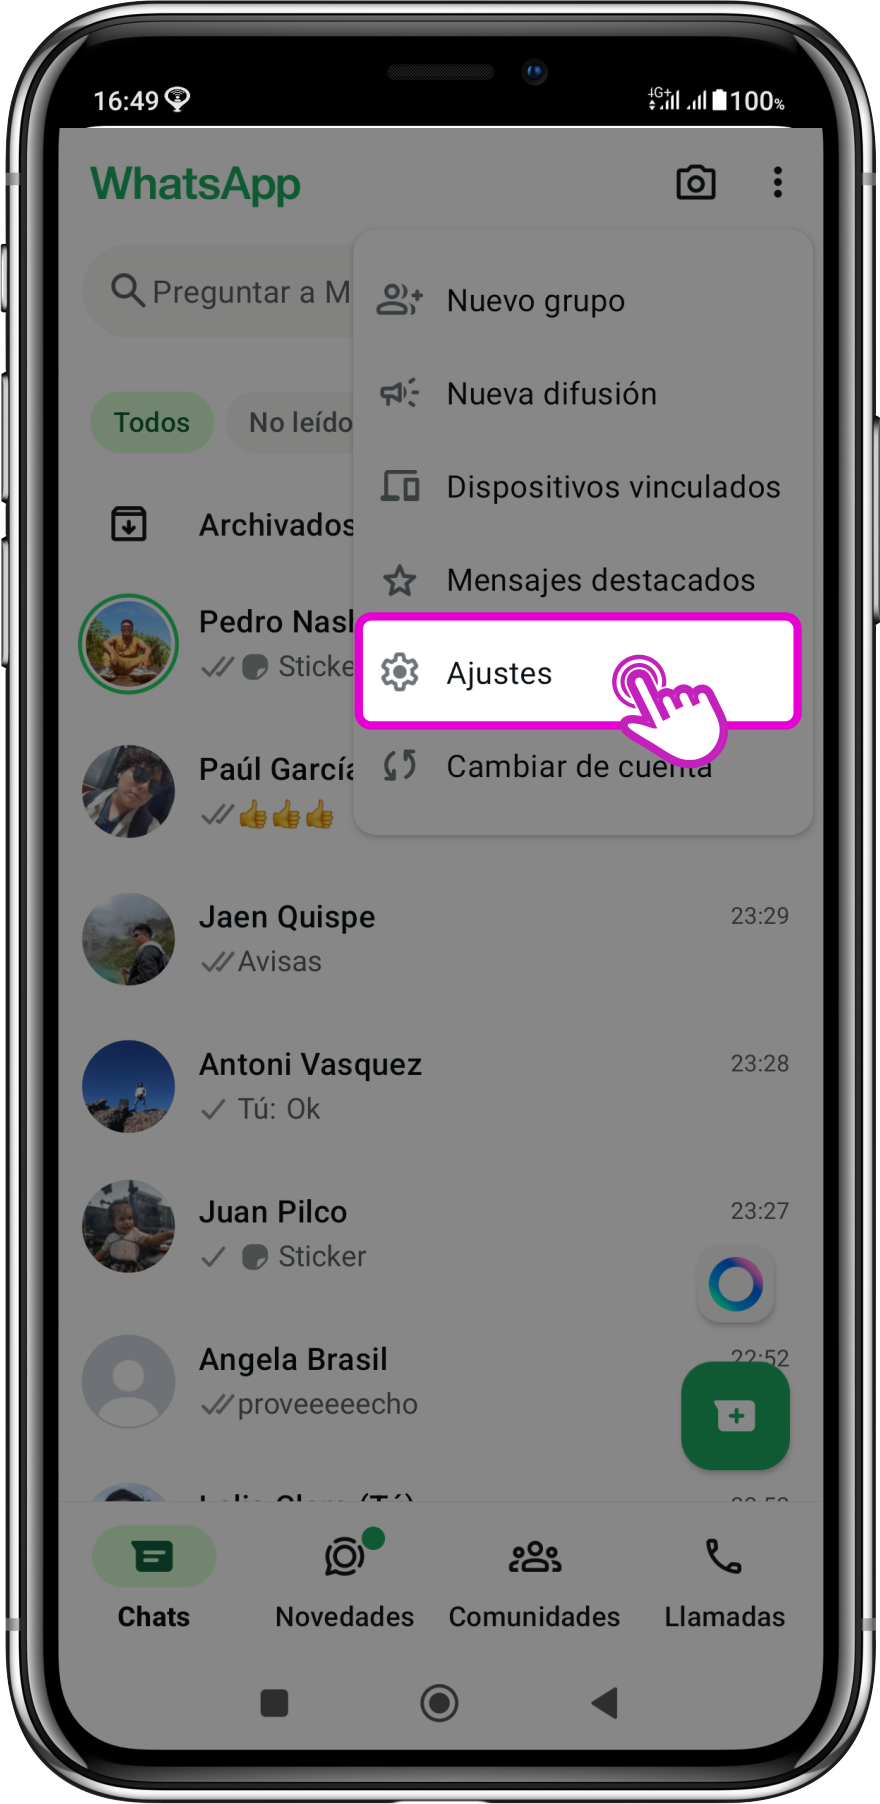 16:49 4G+ 100%
WhatsApp
Preguntar a M
Nuevo grupo
Nueva difusión
Dispositivos vinculados
Mensajes destacados
Ajustes
Cambiar de cuenta
Todos No leído
Archivados
Pedro Nasl
Sticke
Paúl García
👍👍👍
Jaen Quispe 23:29
Avisas
Antoni Vasquez 23:28
Tú: Ok
Juan Pilco 23:27
Sticker
Angela Brasil 22:52
proveeeeecho
(Tú)
Chats Novedades Comunidades Llamadas